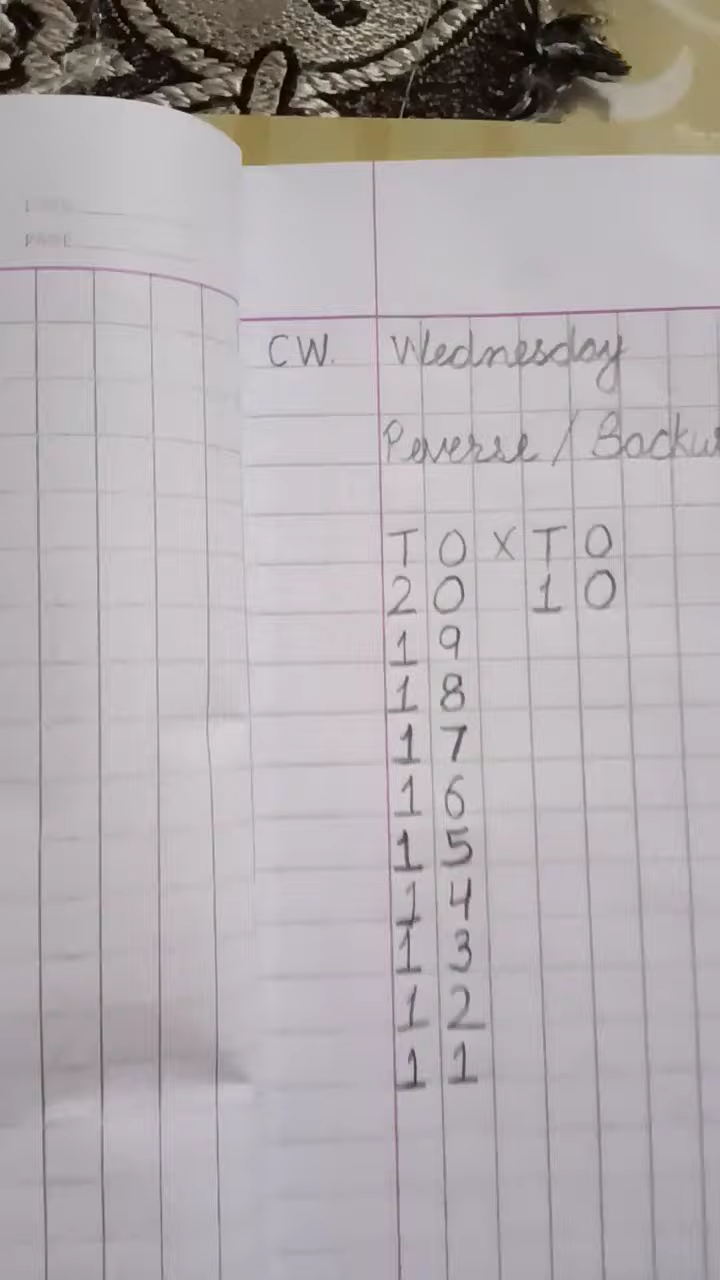 CW. Wednesday
Reverse / Backw
T O X T O
2 0 1 0
1 9
1 8
1 7
1 6
1 5
1 4
1 3
1 2
1 1